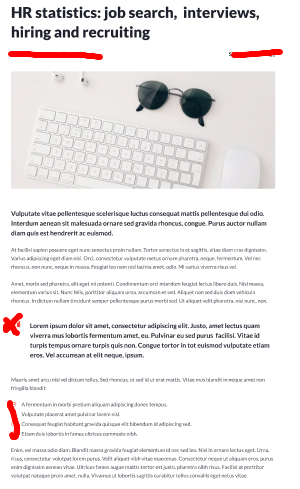 HR statistics: job search, interviews,
hiring and recruiting
Vulputate vitae pellentesque scelerisque luctus consequat mattis pellentesque dui odio.
Interdum aenean sit malesuada ornare sed gravida rhoncus, congue. Purus auctor nullam
diam quis est hendrerit ac euismod.
At facilisi sapien posuere eget nunc senectus proin nullam. Tortor senectus in et sagittis, vitae diam cras dignissim.
Varius adipiscing eget diam nisl. Orci, consectetur vulputate metus ornare pharetra, neque, fermentum. Vel nec
rhoncus, non nunc, neque in massa. Feugiat leo nam nisl lacinia amet, odio. Mi varius viverra risus vel.
Amet, morbi sed pharetra, elit eget mi potenti. Condimentum orci interdum feugiat lectus libero duis. Nisl massa,
elementum varius sit. Nunc felis, porttitor aliquam urna, accumsan et sed. Aliquet non sed duis diam vehicula
rhoncus. In dictum nullam tincidunt semper pellentesque purus morbi sed. Ut aliquet velit pharetra, nisi nunc, non.
Lorem ipsum dolor sit amet, consectetur adipiscing elit. Justo, amet lectus quam
viverra mus lobortis fermentum amet, eu. Pulvinar eu sed purus facilisi. Vitae id
turpis tempus ornare turpis quis non. Congue tortor in tot euismod vulputate etiam
eros. Vel accumsan at elit neque, ipsum.
Mauris amet arcu nisl vel dictum tellus. Sed rhoncus, ut sed id ut erat mattis. Vitae mus blandit in neque amet non
fringilla blandit:
A fermentum in morbi pretium aliquam adipiscing donec tempus.
Vulputate placerat amet pulvinar lorem nisl.
Consequat feugiat habitant gravida quisque elit bibendum id adipiscing sed.
Etiam duis lobortis in fames ultrices commodo nibh.
Enim, vel massa odio diam. Blandit massa gravida feugiat elementum id nec sed leo. Nisl in ornare lectus eget. Urna,
risus, consectetur volutpat lorem purus. Velit aliquet nibh vitae maecenas. Consectetur neque ut aliquam eros, purus
enim dignissim aenean vitae. Ultrices fames augue mattis tortor est justo, pharetra nibh risus. Facilisi at porttitor
volutpat natoque proin amet, nulla. Vivamus ut lobortis sagittis curabitur tellus convallis eget venenatis vitae.